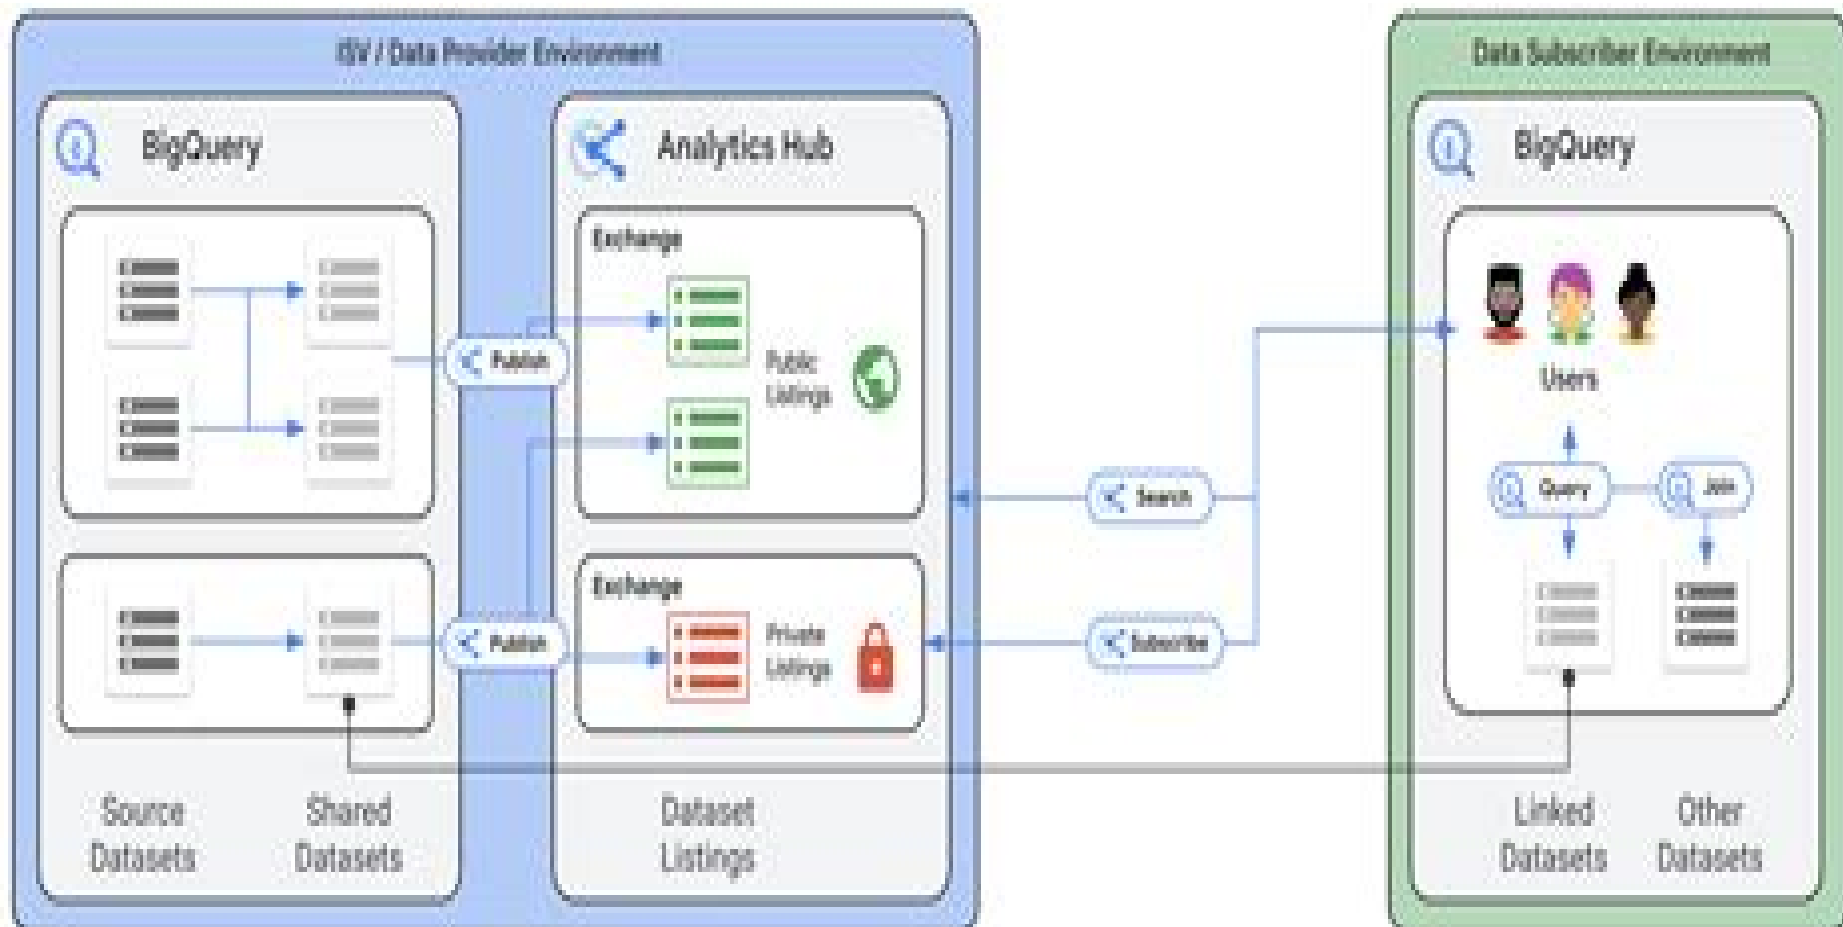 ISV / Data Provider Environment
BigQuery
Analytics Hub
Exchange
Public
Listings
Publish
Exchange
Private
Listings
Publish
Source
Datasets
Shared
Datasets
Dataset
Listings
Search
Subscribe
Data Subscriber Environment
BigQuery
Users
Query
Join
Linked
Datasets
Other
Datasets